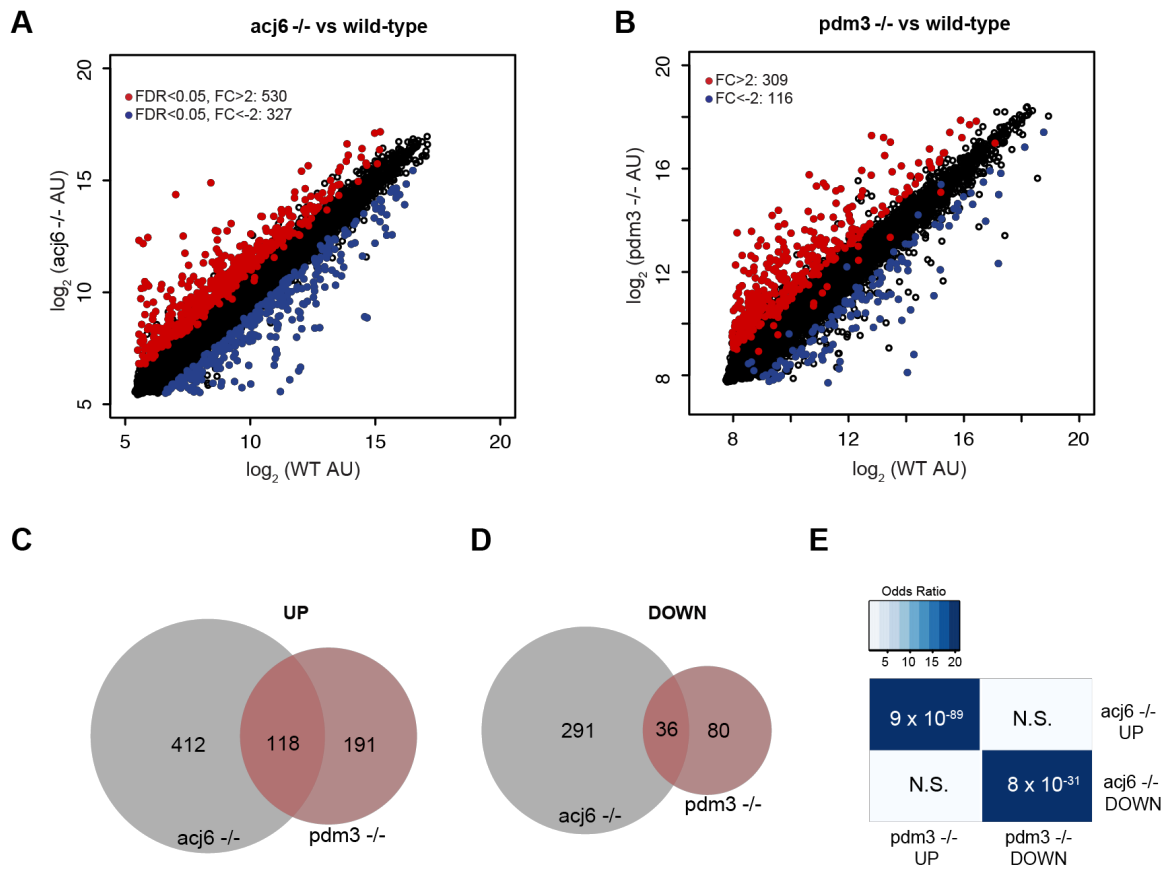 A
acj6 -/- vs wild-type
FDR<0.05, FC>2: 530
FDR<0.05, FC<-2: 327
20
15
10
5
log₂ (acj6 -/- AU)
5
10
15
20
log₂ (WT AU)
B
pdm3 -/- vs wild-type
FC>2: 309
FC<-2: 116
20
16
12
8
log₂ (pdm3 -/- AU)
8
12
16
20
log₂ (WT AU)
C
UP
412
118
191
acj6 -/-
pdm3 -/-
D
DOWN
291
36
80
acj6 -/-
pdm3 -/-
E
Odds Ratio
5 10 15 20
9 x 10⁻⁸⁹
N.S.
acj6 -/-
UP
N.S.
8 x 10⁻³¹
acj6 -/-
DOWN
pdm3 -/-
UP
pdm3 -/-
DOWN